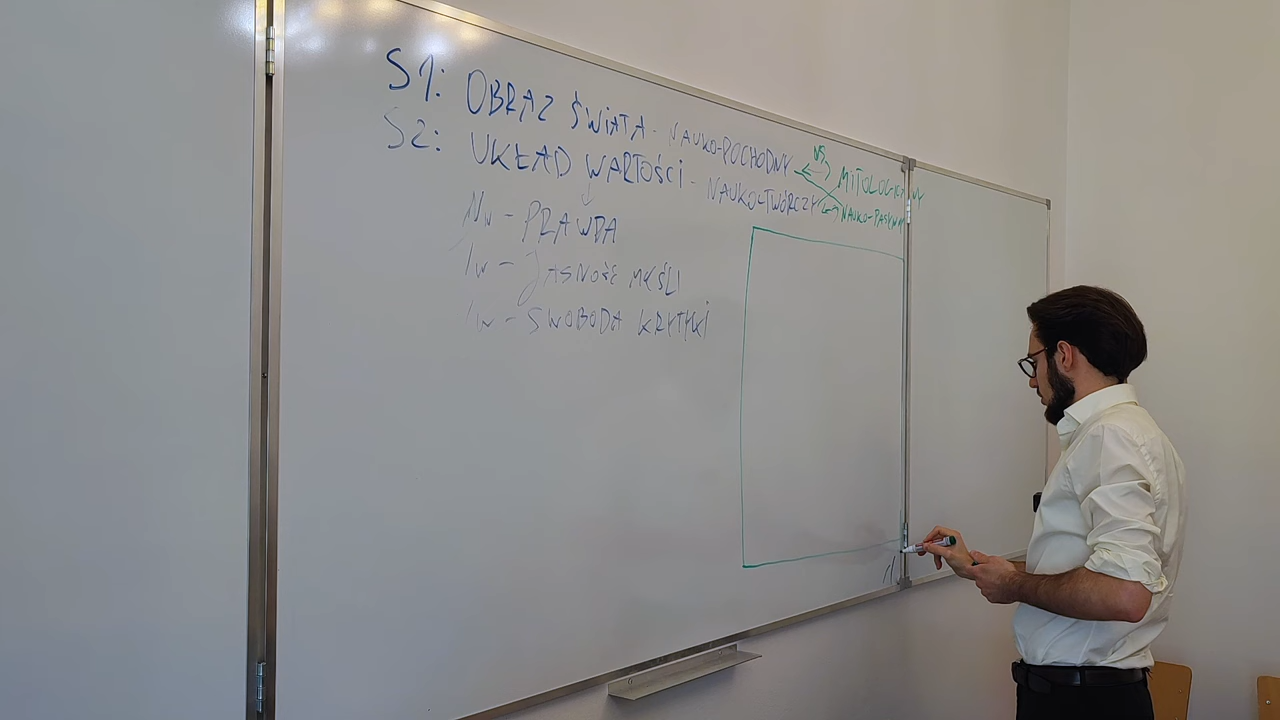 S1: OBRAZ ŚWIATA - NAUKO-POCHODNY
VS
MITOLOGICZNY
S2: UKŁAD WARTOŚCI - NAUKOTWÓRCZY
NAUKO-PASYWNY
Nw - PRAWDA
Iw - JASNOŚĆ MYŚLI
Iw - SWOBODA KRYTYKI